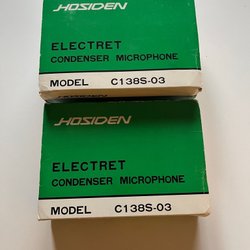 HOSIDEN
ELECTRET
CONDENSER MICROPHONE
MODEL C138S-03
HOSIDEN
ELECTRET
CONDENSER MICROPHONE
MODEL C138S-03